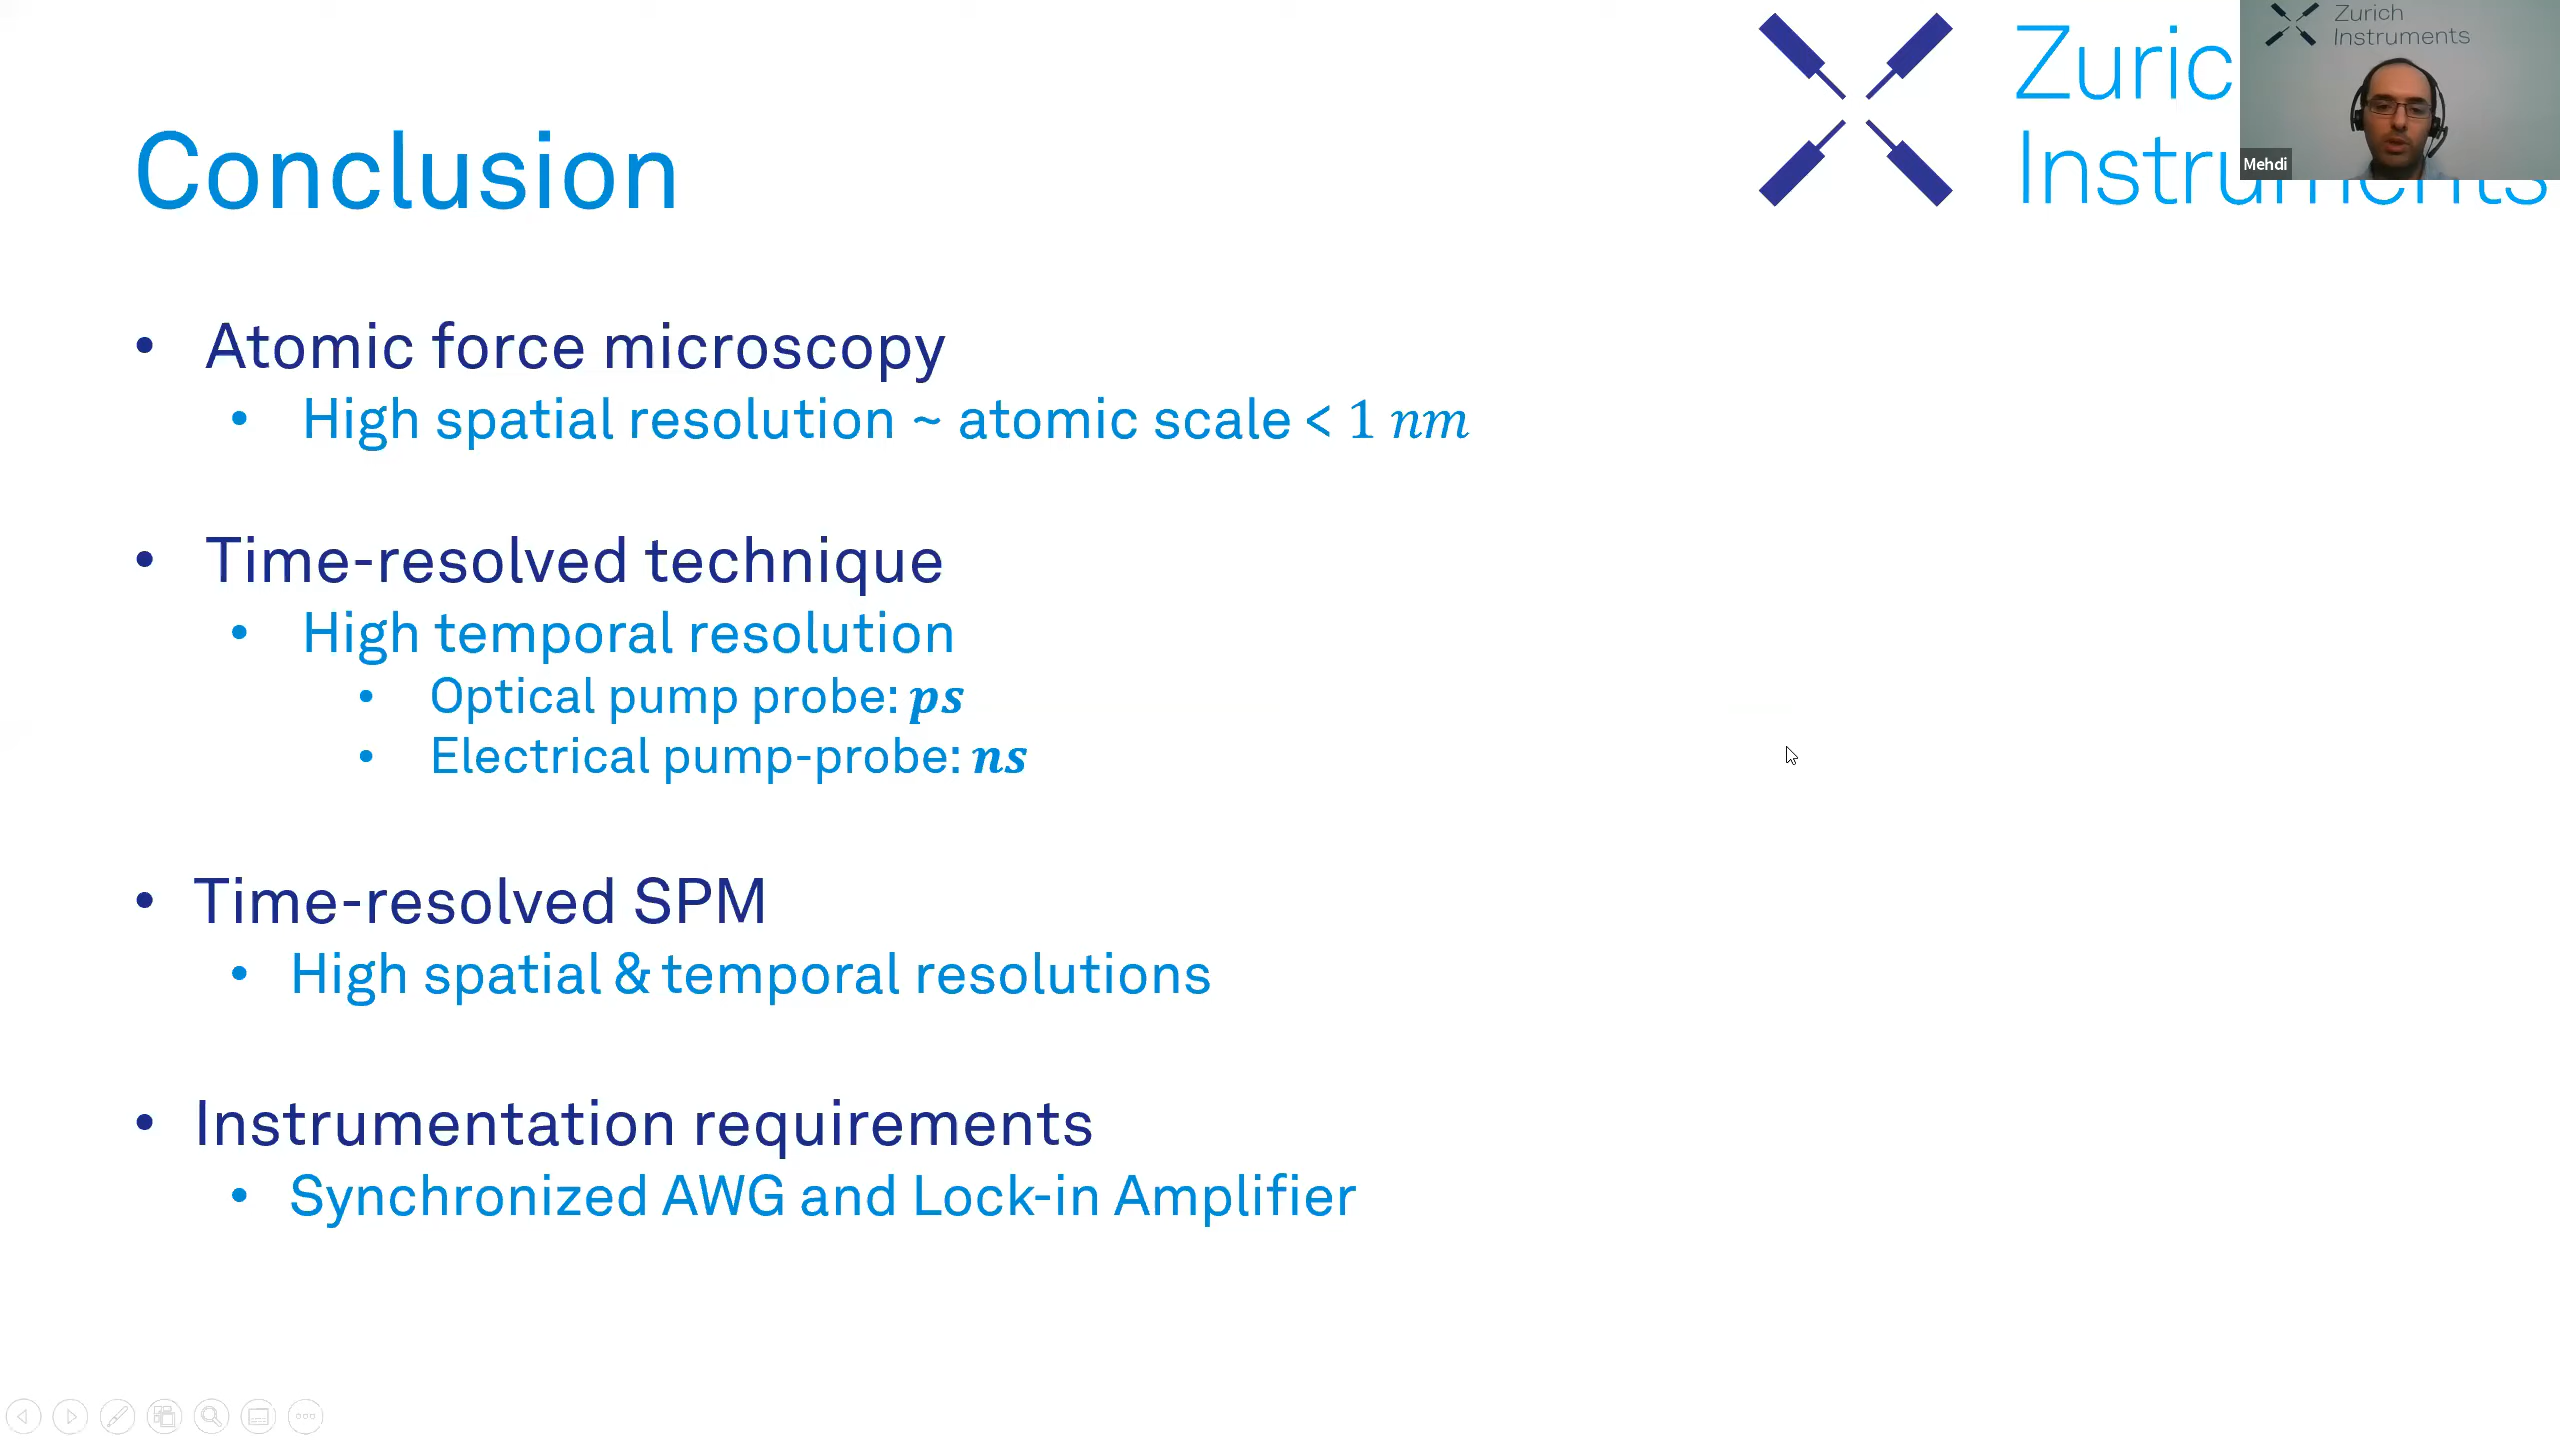 Zurich
Instruments
Zuric
Instruments
Mehdi
Conclusion
• Atomic force microscopy
• High spatial resolution ~ atomic scale < 1 nm
• Time-resolved technique
• High temporal resolution
• Optical pump probe: ps
• Electrical pump-probe: ns
• Time-resolved SPM
• High spatial & temporal resolutions
• Instrumentation requirements
• Synchronized AWG and Lock-in Amplifier